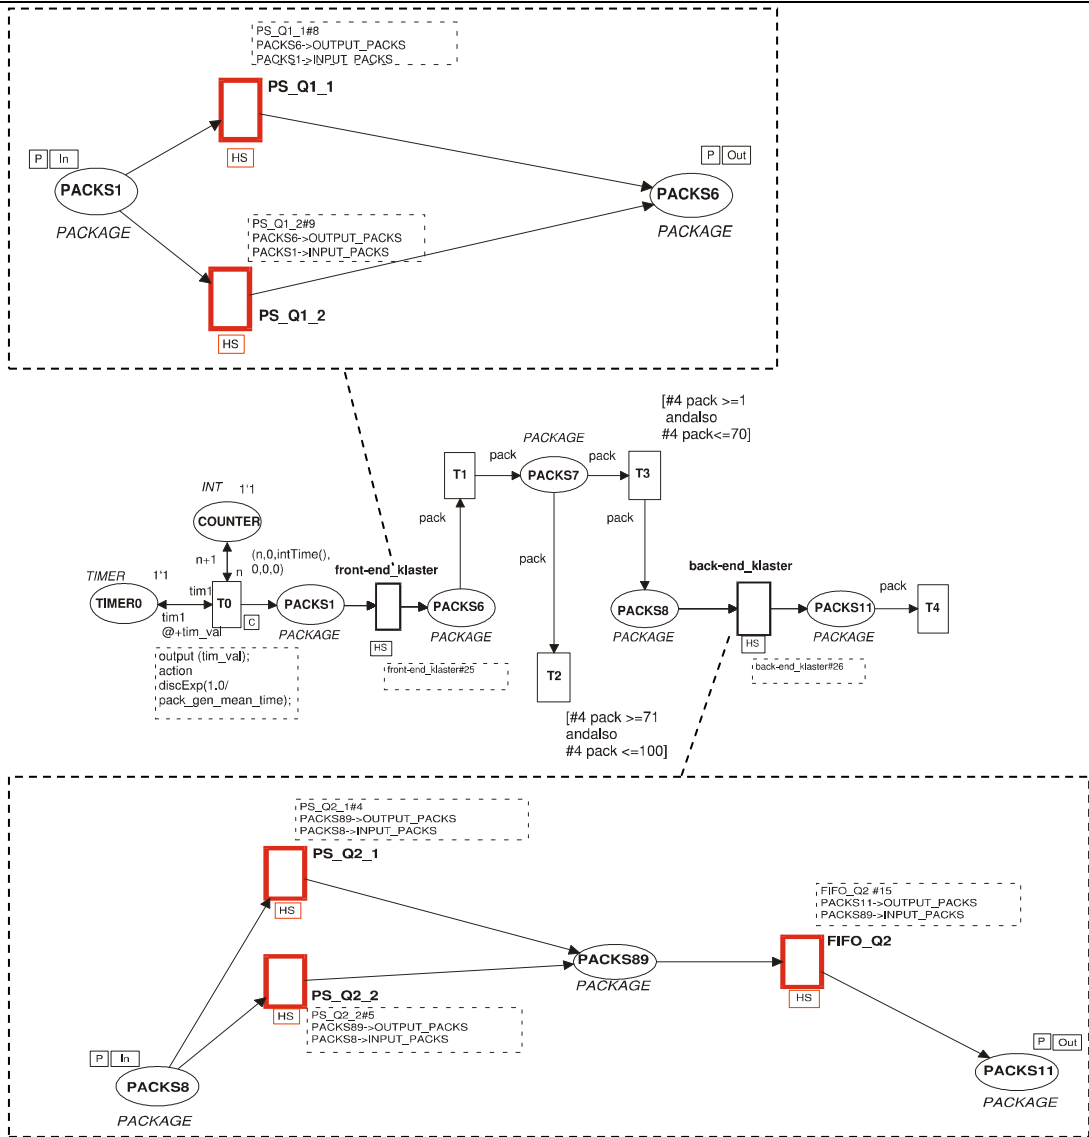 PS_Q1_1#8
PACKS6->OUTPUT_PACKS
PACKS1->INPUT_PACKS
PS_Q1_1
HS
P In
PACKS1
PACKAGE
P Out
PACKS6
PACKAGE
PS_Q1_2#9
PACKS6->OUTPUT_PACKS
PACKS1->INPUT_PACKS
PS_Q1_2
HS
[#4 pack >=1
andalso
#4 pack<=70]
PACKAGE
pack
pack
T1
PACKS7
T3
INT 1'1
COUNTER
pack
pack
pack
n+1
n
(n,0,intTime(),
0,0,0)
front-end_klaster
back-end_klaster
TIMER 1'1
TIMER0
tim1
T0
C
tim1
@+tim_val
PACKS1
PACKAGE
HS
PACKS6
PACKAGE
PACKS8
PACKAGE
HS
PACKS11
PACKAGE
pack
T4
output (tim_val);
action
discExp(1.0/
pack_gen_mean_time);
front-end_klaster#25
back-end_klaster#26
T2
[#4 pack >=71
andalso
#4 pack <=100]
PS_Q2_1#4
PACKS89->OUTPUT_PACKS
PACKS8->INPUT_PACKS
PS_Q2_1
HS
FIFO_Q2 #15
PACKS11->OUTPUT_PACKS
PACKS89->INPUT_PACKS
FIFO_Q2
HS
PACKS89
PACKAGE
PS_Q2_2
HS
PS_Q2_2#5
PACKS89->OUTPUT_PACKS
PACKS8->INPUT_PACKS
P In
PACKS8
PACKAGE
P Out
PACKS11
PACKAGE